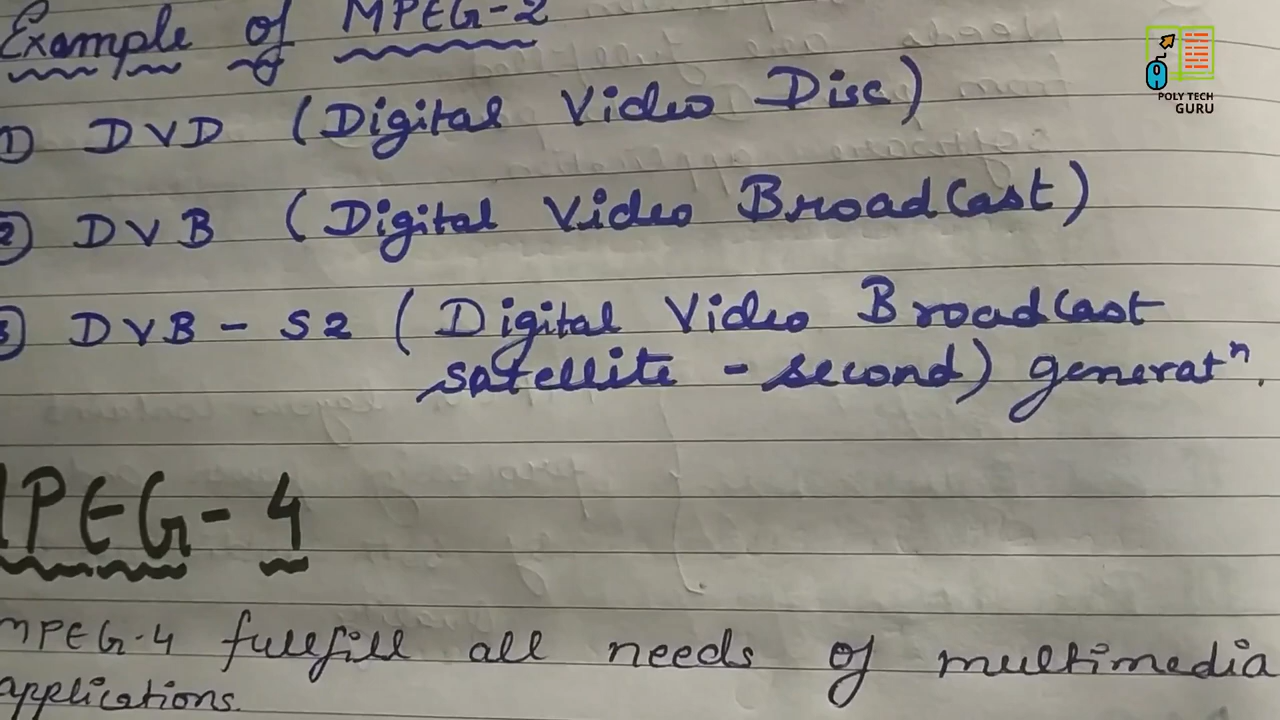 Example of MPEG-2
1) DVD (Digital Video Disc)
2) DVB (Digital Video Broadcast)
3) DVB-S2 (Digital Video Broadcast
satellite - second) generatⁿ.
MPEG-4
MPEG-4 fullfill all needs of multimedia
applications.
POLY TECH
GURU